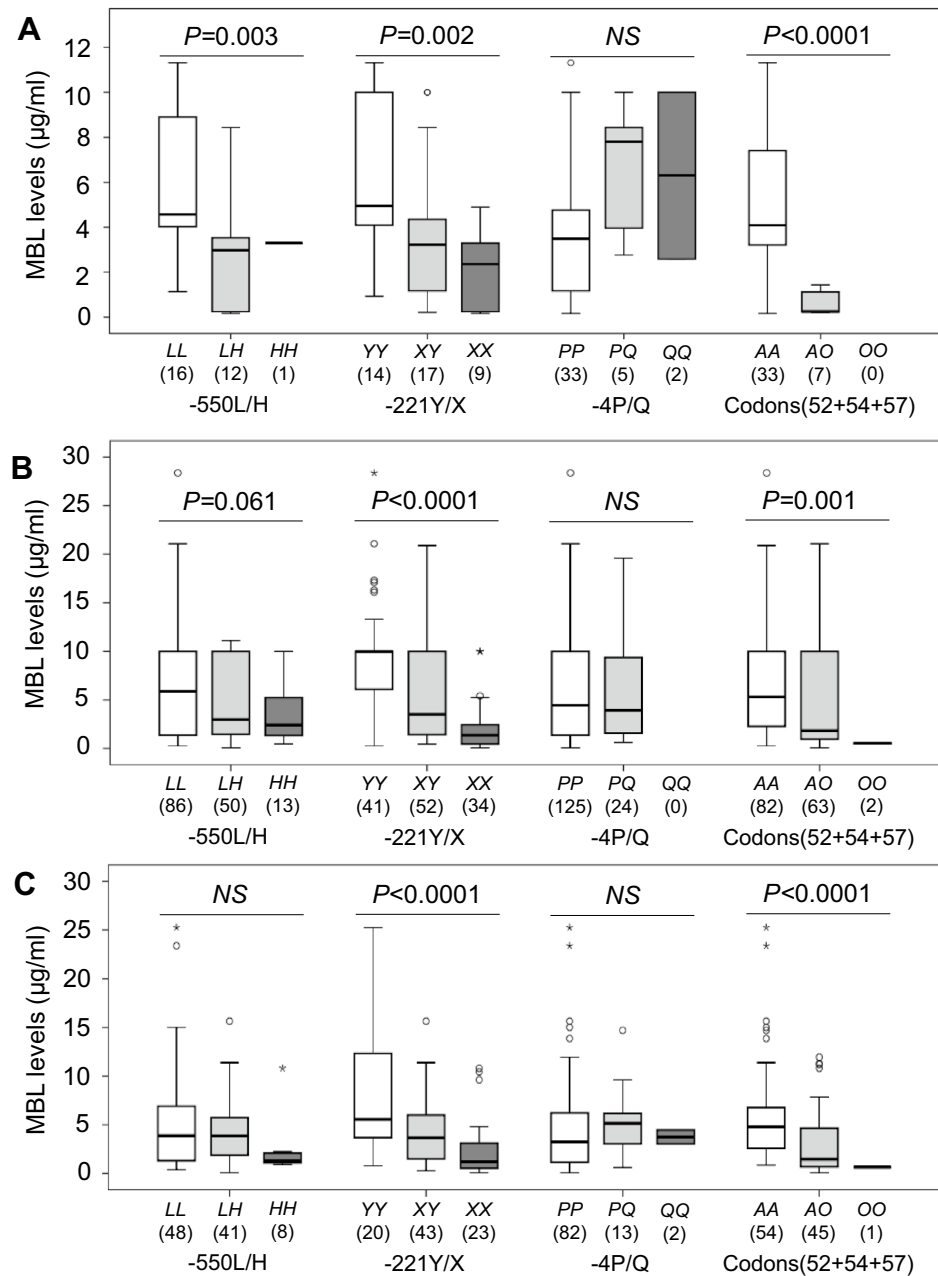 A
P=0.003 P=0.002 NS P<0.0001
MBL levels (µg/ml)
12
10
8
6
4
2
0
LL LH HH YY XY XX PP PQ QQ AA AO OO
(16) (12) (1) (14) (17) (9) (33) (5) (2) (33) (7) (0)
-550L/H -221Y/X -4P/Q Codons(52+54+57)
B
P=0.061 P<0.0001 NS P=0.001
MBL levels (µg/ml)
30
25
20
15
10
5
0
LL LH HH YY XY XX PP PQ QQ AA AO OO
(86) (50) (13) (41) (52) (34) (125) (24) (0) (82) (63) (2)
-550L/H -221Y/X -4P/Q Codons(52+54+57)
C
NS P<0.0001 NS P<0.0001
MBL levels (µg/ml)
30
25
20
15
10
5
0
LL LH HH YY XY XX PP PQ QQ AA AO OO
(48) (41) (8) (20) (43) (23) (82) (13) (2) (54) (45) (1)
-550L/H -221Y/X -4P/Q Codons(52+54+57)